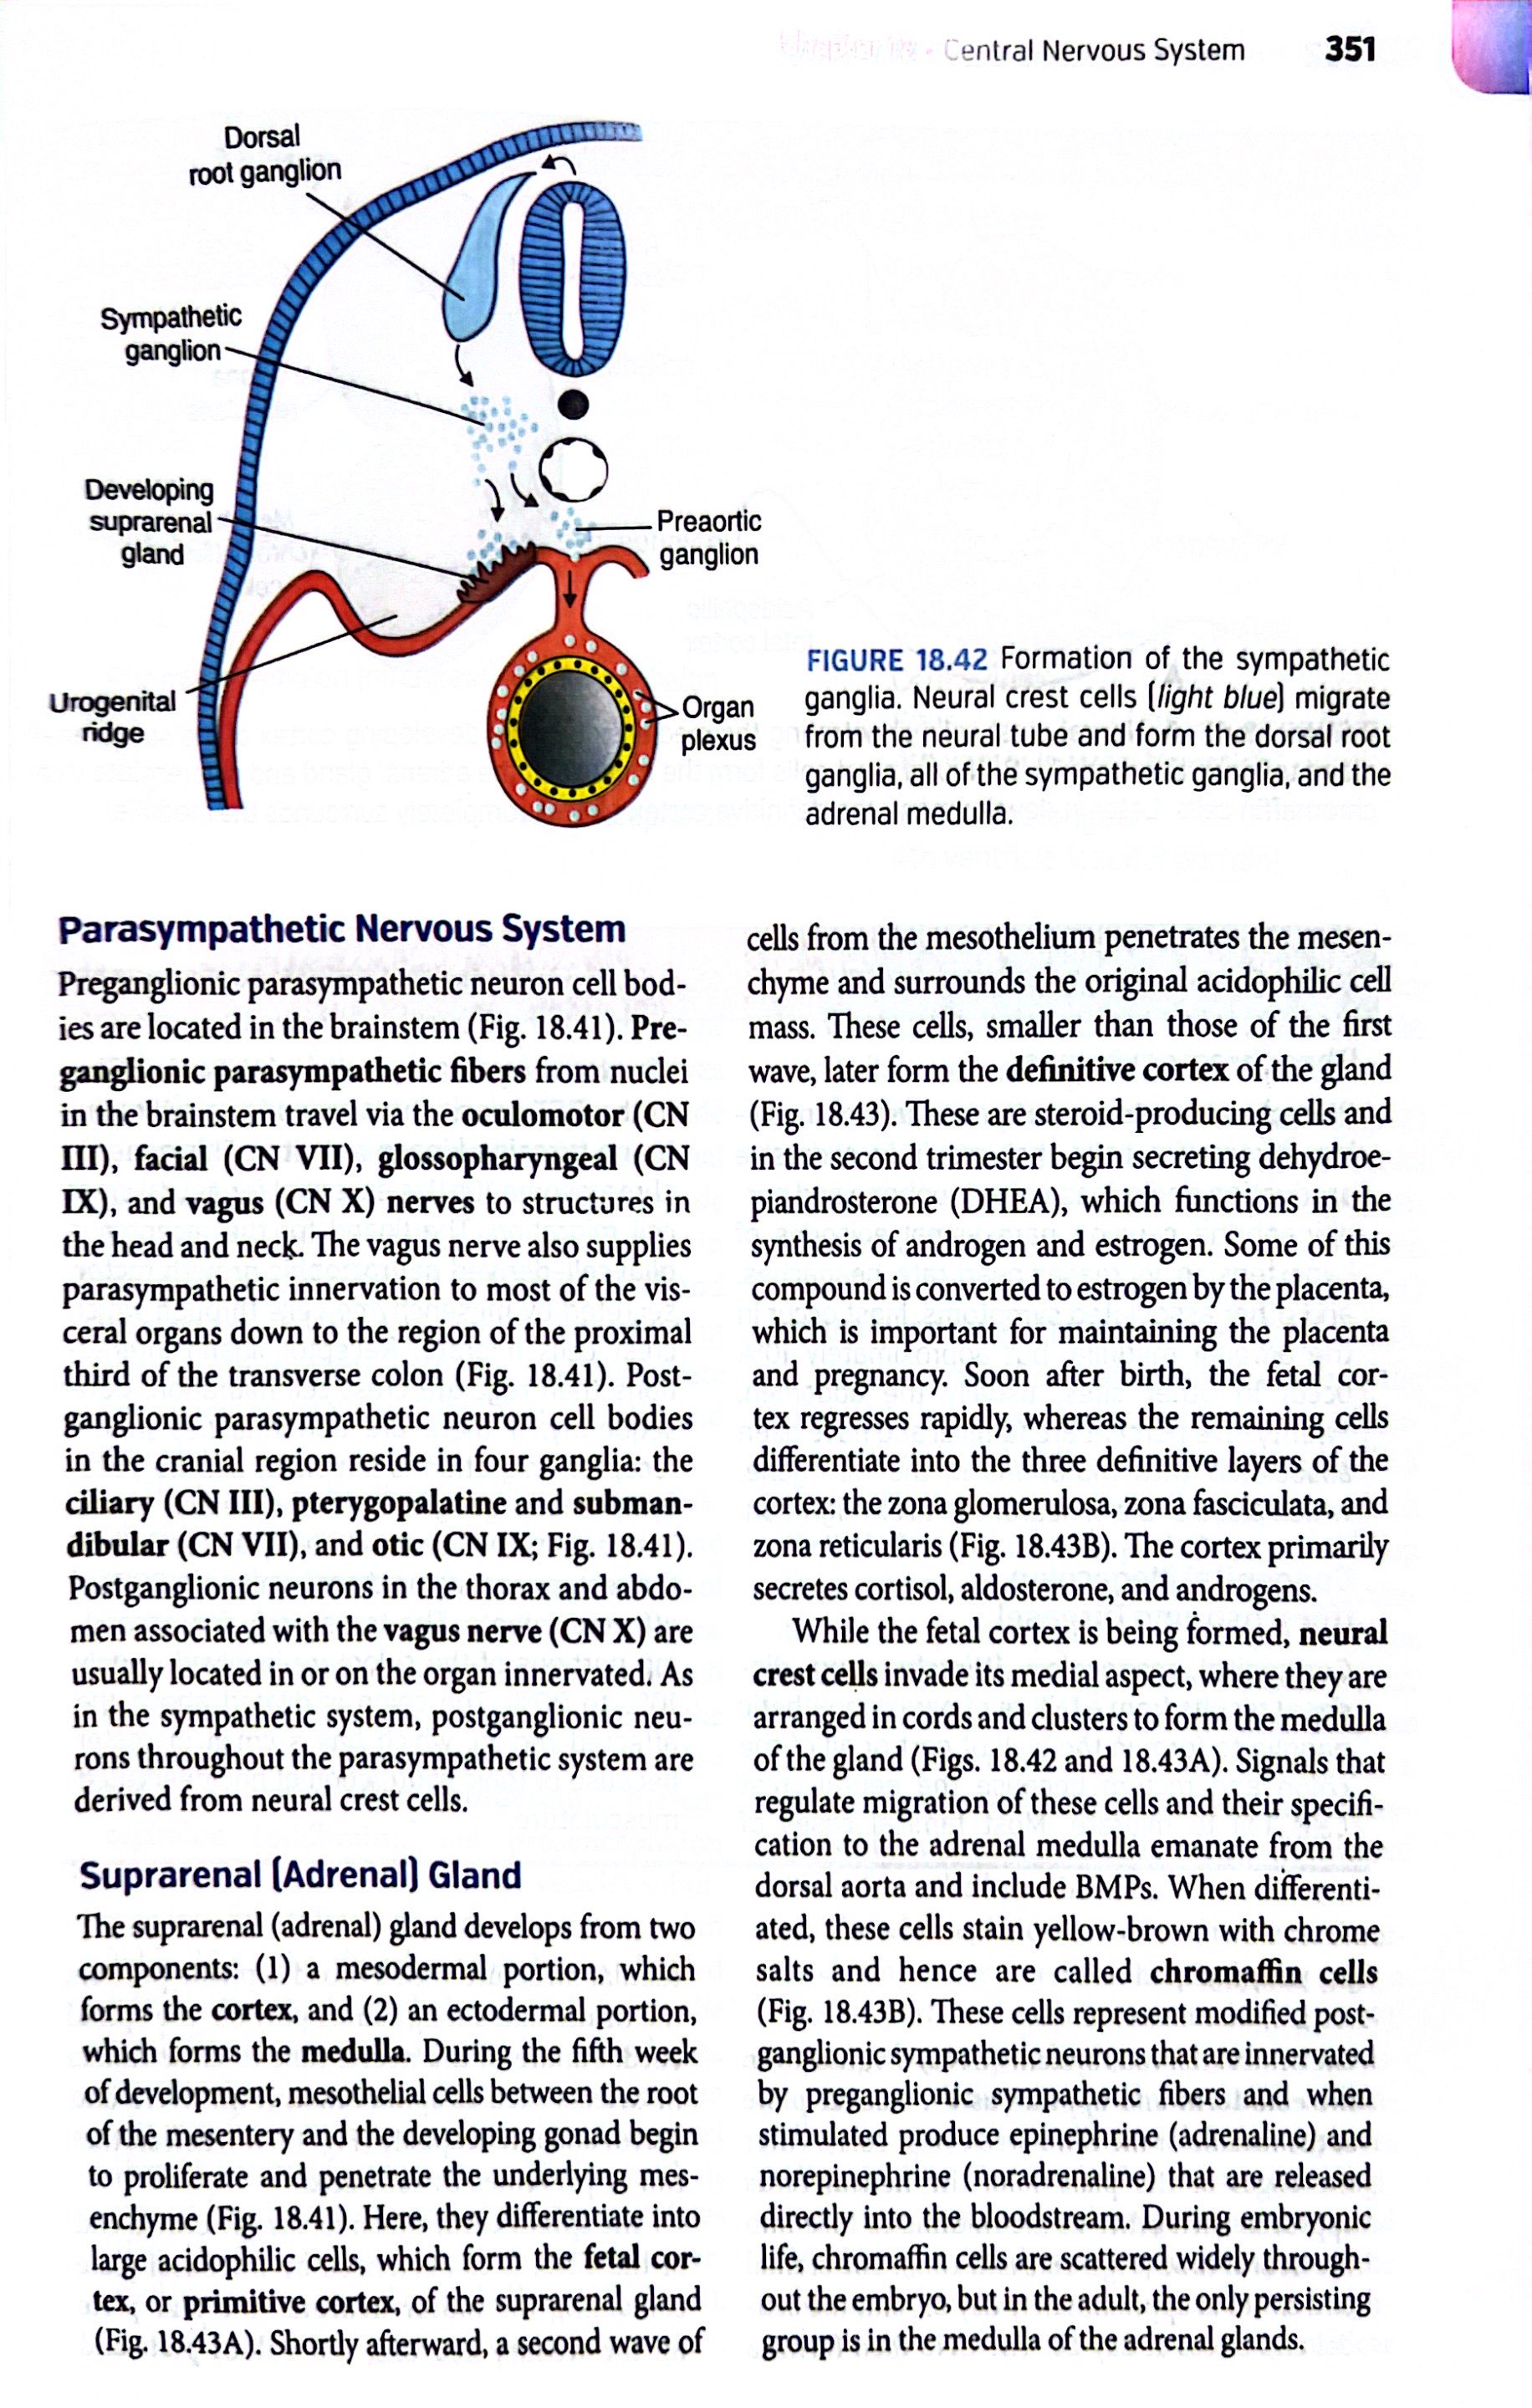 Central Nervous System 351
Dorsal
root ganglion
Sympathetic
ganglion
Developing
suprarenal
gland
Preaortic
ganglion
Urogenital
ridge
Organ
plexus
FIGURE 18.42 Formation of the sympathetic
ganglia. Neural crest cells (light blue) migrate
from the neural tube and form the dorsal root
ganglia, all of the sympathetic ganglia, and the
adrenal medulla.
Parasympathetic Nervous System
Preganglionic parasympathetic neuron cell bod-
ies are located in the brainstem (Fig. 18.41). Pre-
ganglionic parasympathetic fibers from nuclei
in the brainstem travel via the oculomotor (CN
III), facial (CN VII), glossopharyngeal (CN
IX), and vagus (CN X) nerves to structures in
the head and neck. The vagus nerve also supplies
parasympathetic innervation to most of the vis-
ceral organs down to the region of the proximal
third of the transverse colon (Fig. 18.41). Post-
ganglionic parasympathetic neuron cell bodies
in the cranial region reside in four ganglia: the
ciliary (CN III), pterygopalatine and subman-
dibular (CN VII), and otic (CN IX; Fig. 18.41).
Postganglionic neurons in the thorax and abdo-
men associated with the vagus nerve (CN X) are
usually located in or on the organ innervated. As
in the sympathetic system, postganglionic neu-
rons throughout the parasympathetic system are
derived from neural crest cells.
Suprarenal (Adrenal) Gland
The suprarenal (adrenal) gland develops from two
components: (1) a mesodermal portion, which
forms the cortex, and (2) an ectodermal portion,
which forms the medulla. During the fifth week
of development, mesothelial cells between the root
of the mesentery and the developing gonad begin
to proliferate and penetrate the underlying mes-
enchyme (Fig. 18.41). Here, they differentiate into
large acidophilic cells, which form the fetal cor-
tex, or primitive cortex, of the suprarenal gland
(Fig. 18.43A). Shortly afterward, a second wave of
cells from the mesothelium penetrates the mesen-
chyme and surrounds the original acidophilic cell
mass. These cells, smaller than those of the first
wave, later form the definitive cortex of the gland
(Fig. 18.43). These are steroid-producing cells and
in the second trimester begin secreting dehydroe-
piandrosterone (DHEA), which functions in the
synthesis of androgen and estrogen. Some of this
compound is converted to estrogen by the placenta,
which is important for maintaining the placenta
and pregnancy. Soon after birth, the fetal cor-
tex regresses rapidly, whereas the remaining cells
differentiate into the three definitive layers of the
cortex: the zona glomerulosa, zona fasciculata, and
zona reticularis (Fig. 18.43B). The cortex primarily
secretes cortisol, aldosterone, and androgens.
While the fetal cortex is being formed, neural
crest cells invade its medial aspect, where they are
arranged in cords and clusters to form the medulla
of the gland (Figs. 18.42 and 18.43A). Signals that
regulate migration of these cells and their specifi-
cation to the adrenal medulla emanate from the
dorsal aorta and include BMPs. When differenti-
ated, these cells stain yellow-brown with chrome
salts and hence are called chromaffin cells
(Fig. 18.43B). These cells represent modified post-
ganglionic sympathetic neurons that are innervated
by preganglionic sympathetic fibers and when
stimulated produce epinephrine (adrenaline) and
norepinephrine (noradrenaline) that are released
directly into the bloodstream. During embryonic
life, chromaffin cells are scattered widely through-
out the embryo, but in the adult, the only persisting
group is in the medulla of the adrenal glands.